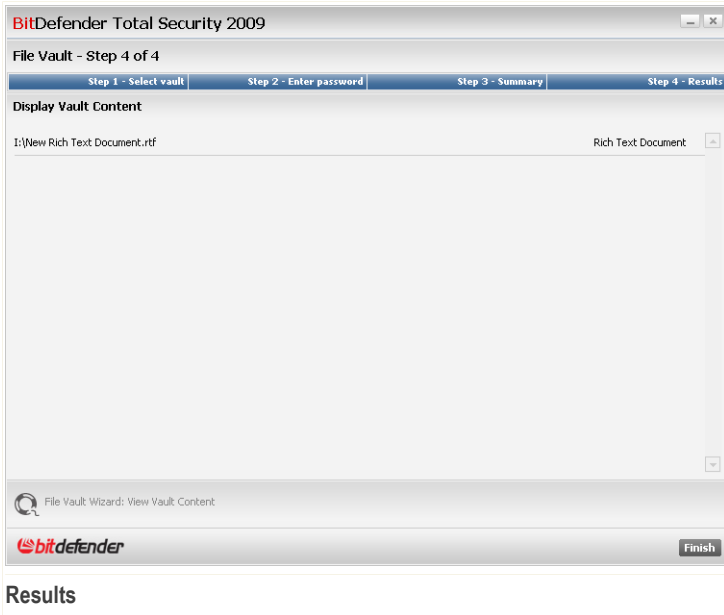 BitDefender Total Security 2009
File Vault - Step 4 of 4
Step 1 - Select vault Step 2 - Enter password Step 3 - Summary Step 4 - Results
Display Vault Content
I:\New Rich Text Document.rtf Rich Text Document
File Vault Wizard: View Vault Content
bitdefender
Finish
Results